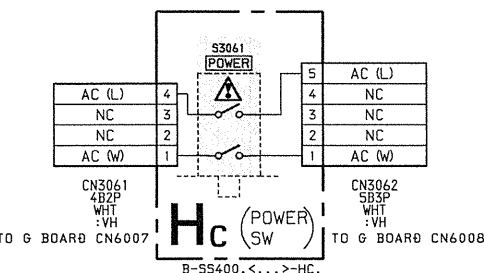 S3061
POWER
AC (L) 4
NC 3
NC 2
AC (W) 1
5 AC (L)
4 NC
3 NC
2 NC
1 AC (W)
CN3061
4B2P
WHT
:VH
TO G BOARD CN6007
CN3062
5B3P
WHT
:VH
TO G BOARD CN6008
Hc (POWER SW)
B-SS400.<...>-HC.